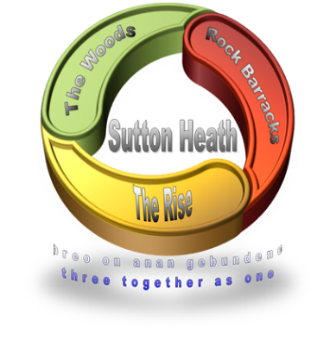 The Woods
Rock Barracks
Sutton Heath
The Rise
þreo on anan gebundene
three together as one